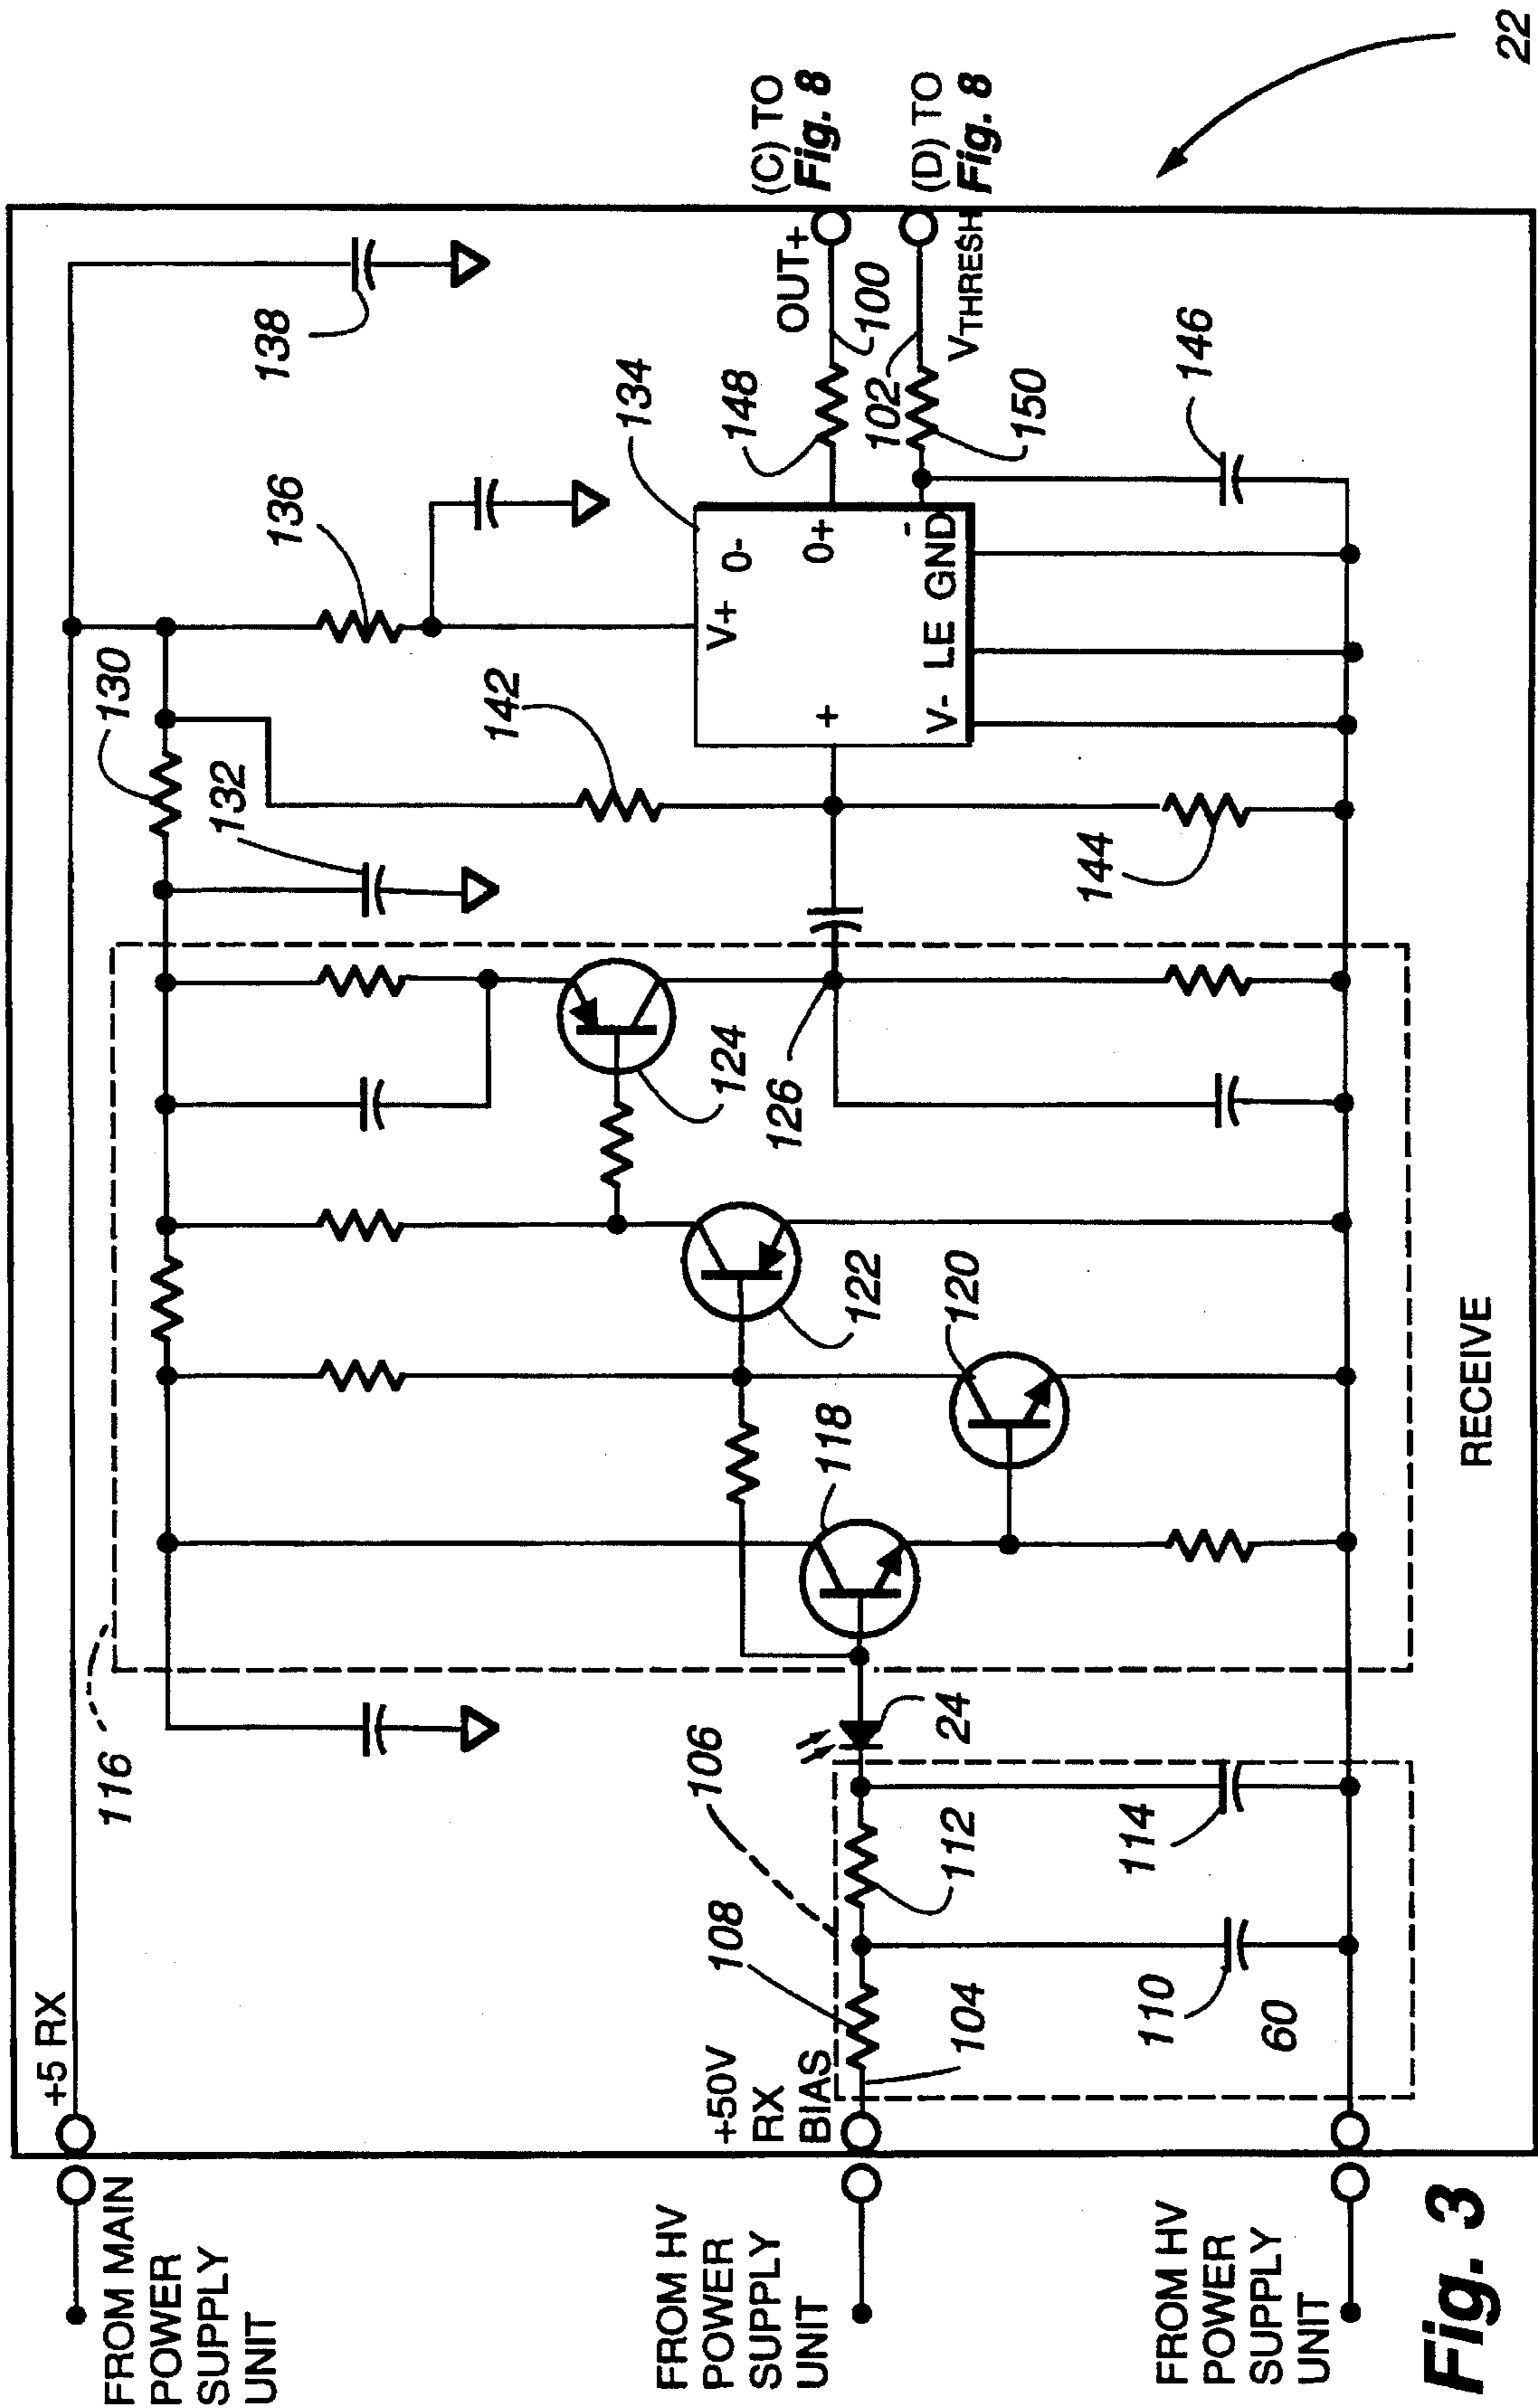 +5 RX
FROM MAIN
POWER
SUPPLY
UNIT
116
130
132
136
138
106
108
+50V
RX
BIAS
FROM HV
POWER
SUPPLY
UNIT
104
112
24
118
120
122
124
126
142
134
V+
O-
+
O+
-
V-
LE
GND
148
OUT+
100
(C) TO
Fig. 8
102
(D) TO
Fig. 8
VTHRESH
150
146
144
110
114
60
FROM HV
POWER
SUPPLY
UNIT
RECEIVE
22
Fig. 3